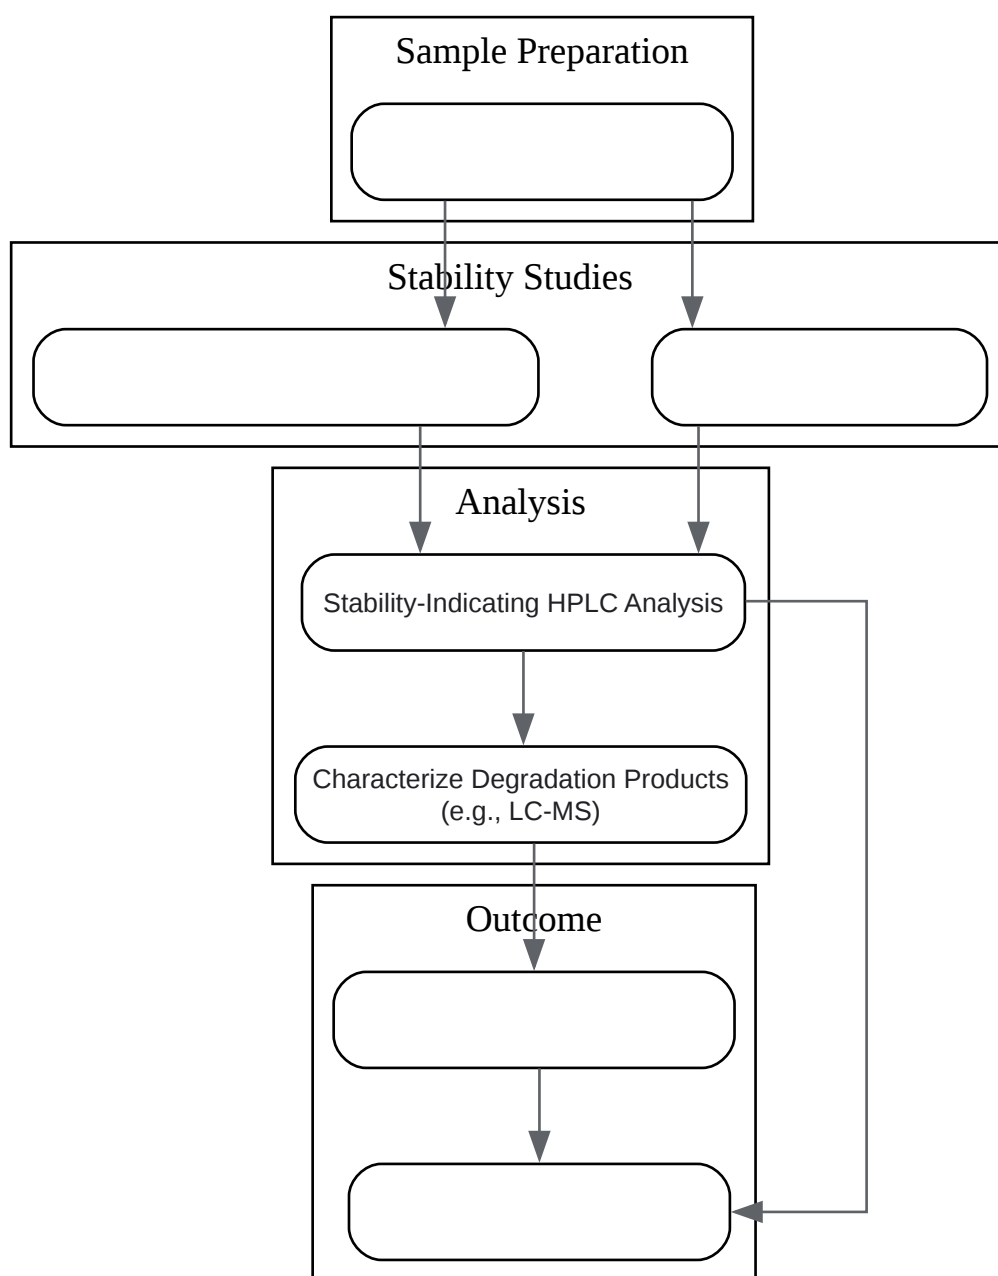 Sample Preparation
Stability Studies
Analysis
Stability-Indicating HPLC Analysis
Characterize Degradation Products
(e.g., LC-MS)
Outcome